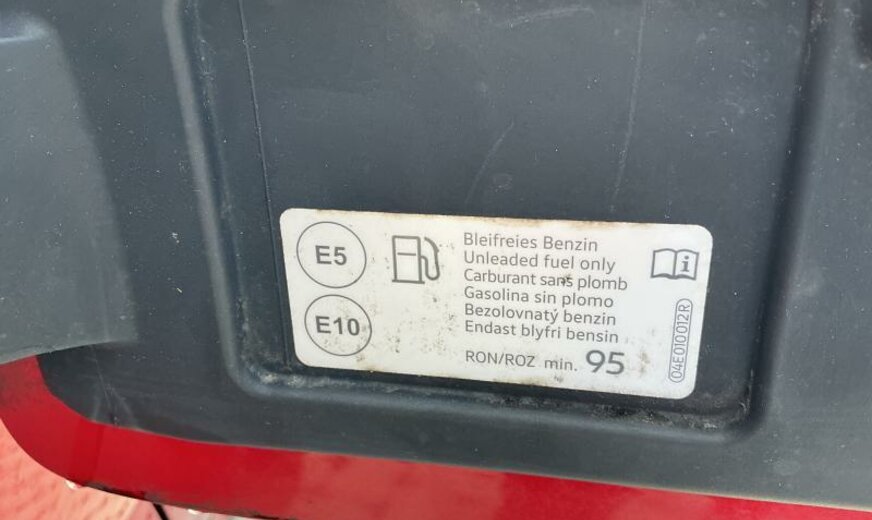 E5
E10
Bleifreies Benzin
Unleaded fuel only
Carburant sans plomb
Gasolina sin plomo
Bezolovnatý benzin
Endast blyfri bensin
RON/ROZ min. 95
i
04E010012R